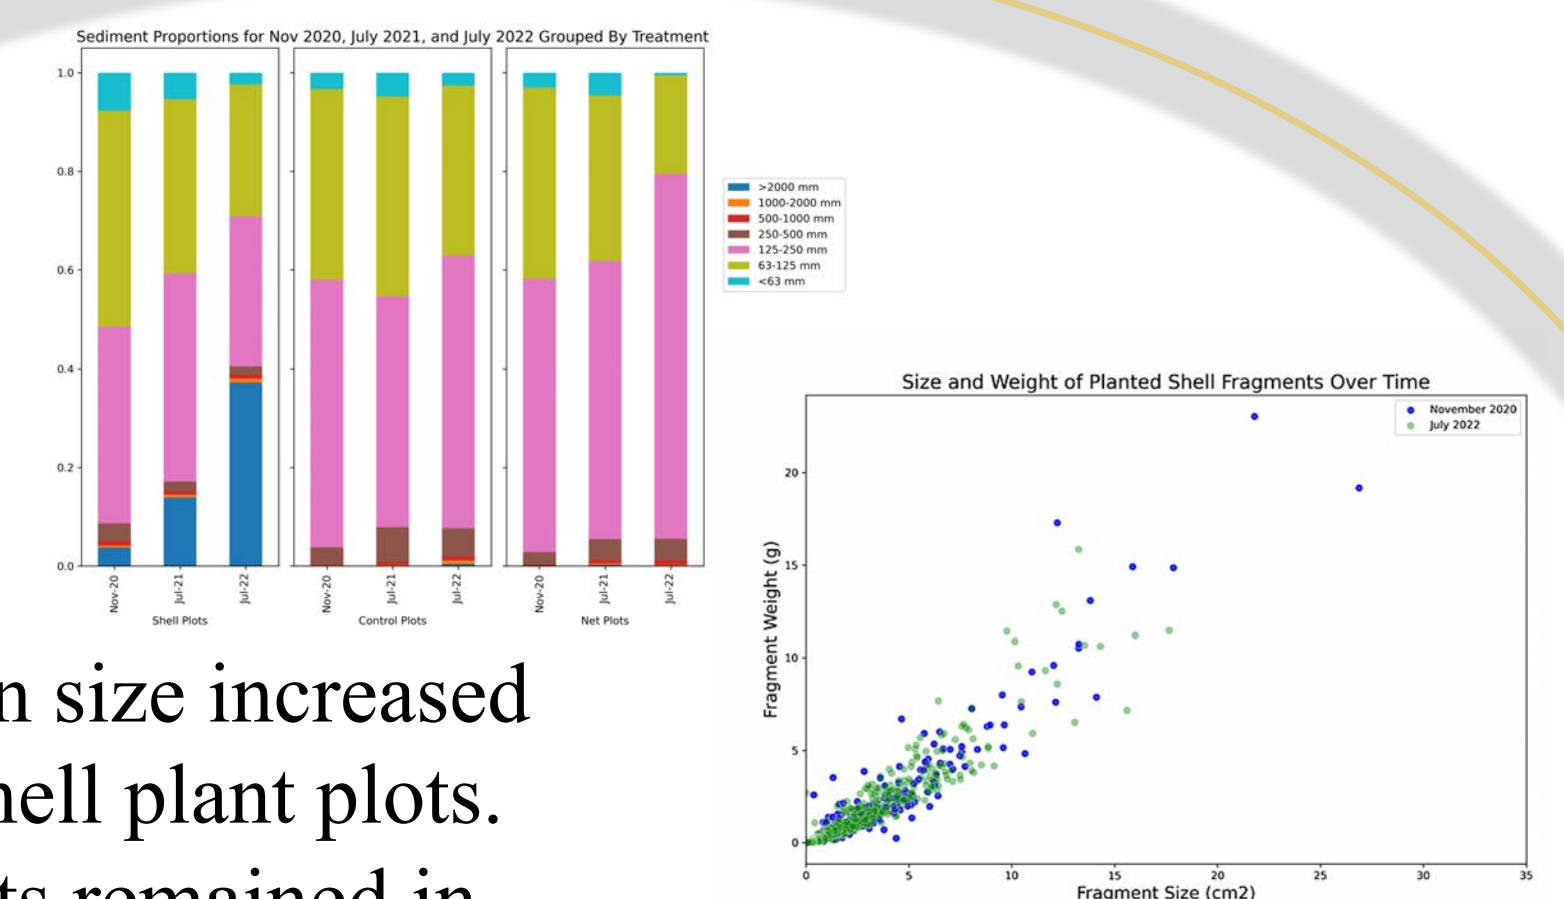 Sediment Proportions for Nov 2020, July 2021, and July 2022 Grouped By Treatment
1.0
0.8
0.6
0.4
0.2
0.0
Nov-20
Jul-21
Jul-22
Nov-20
Jul-21
Jul-22
Nov-20
Jul-21
Jul-22
Shell Plots
Control Plots
Net Plots
>2000 mm
1000-2000 mm
500-1000 mm
250-500 mm
125-250 mm
63-125 mm
<63 mm
size increased
plant plots.
remained in
Size and Weight of Planted Shell Fragments Over Time
November 2020
July 2022
Fragment Weight (g)
20
15
10
5
0
0
5
10
15
20
25
30
35
Fragment Size (cm2)